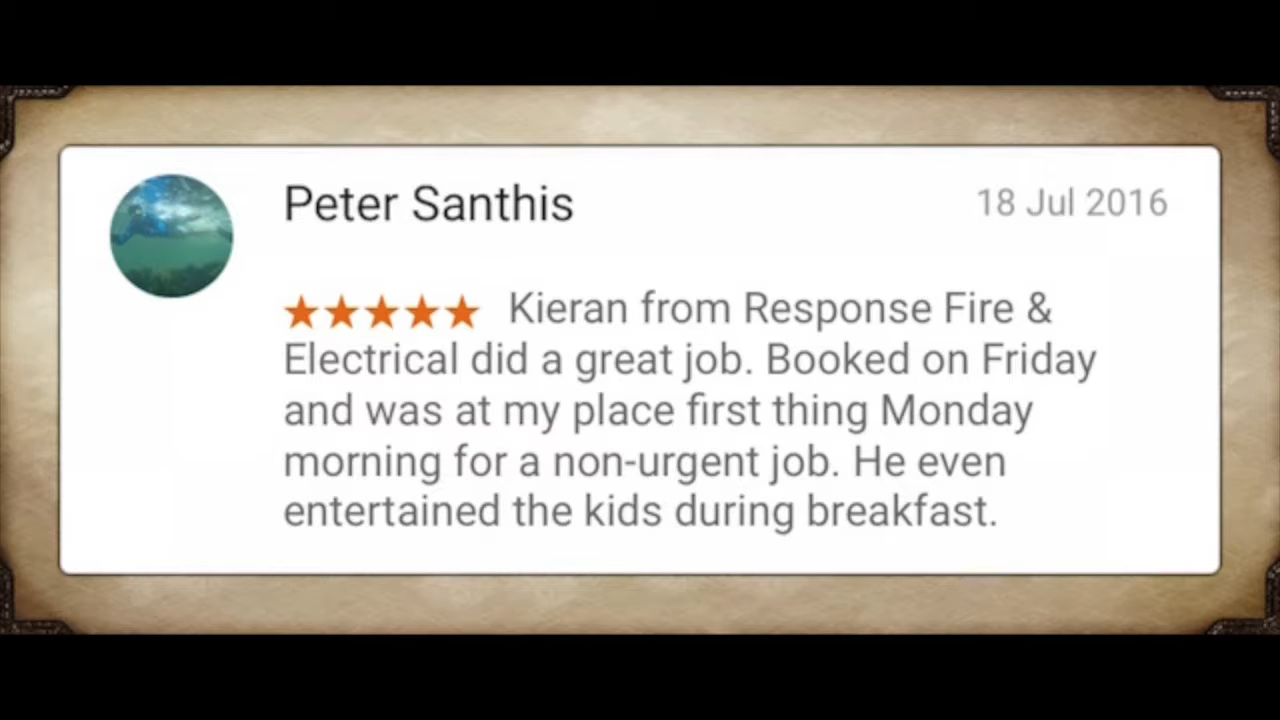 Peter Santhis
18 Jul 2016
Kieran from Response Fire &
Electrical did a great job. Booked on Friday
and was at my place first thing Monday
morning for a non-urgent job. He even
entertained the kids during breakfast.